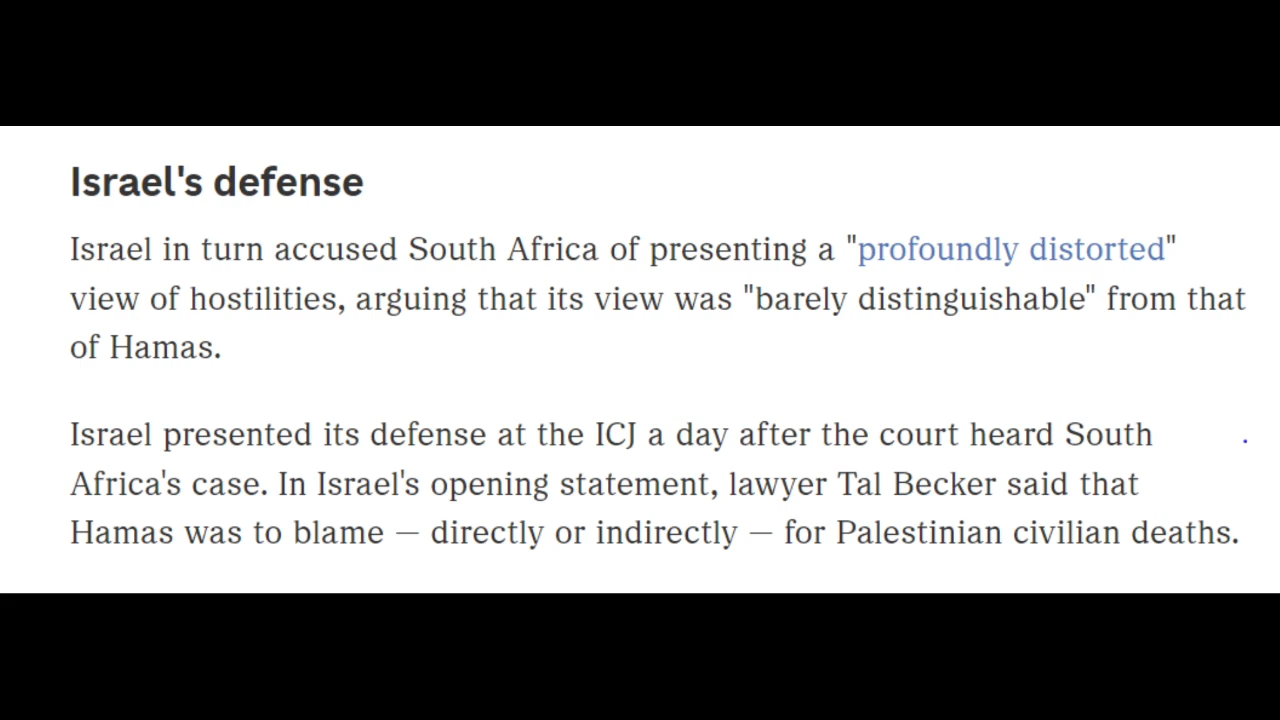 Israel's defense
Israel in turn accused South Africa of presenting a "profoundly distorted"
view of hostilities, arguing that its view was "barely distinguishable" from that
of Hamas.
Israel presented its defense at the ICJ a day after the court heard South
Africa's case. In Israel's opening statement, lawyer Tal Becker said that
Hamas was to blame — directly or indirectly — for Palestinian civilian deaths.